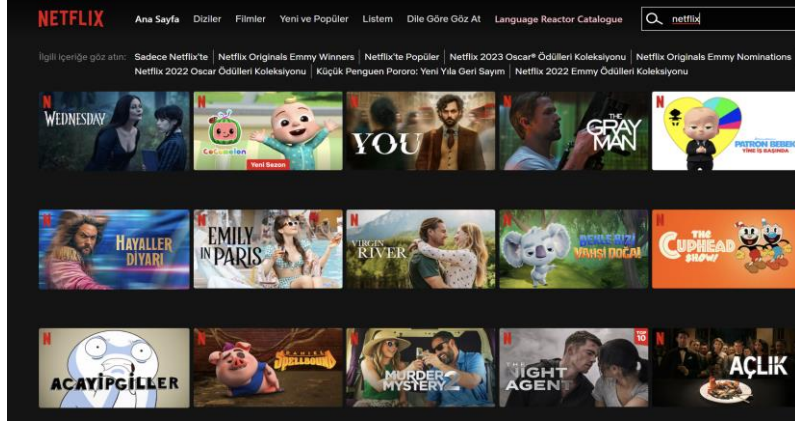 NETFLIX Ana Sayfa Diziler Filmler Yeni ve Popüler Listem Dile Göre Göz At Language Reactor Catalogue netflix
İlgili içeriğe göz atın: Sadece Netflix'te | Netflix Originals Emmy Winners | Netflix'te Popüler | Netflix 2023 Oscar® Ödülleri Koleksiyonu | Netflix Originals Emmy Nominations
Netflix 2022 Oscar Ödülleri Koleksiyonu | Küçük Penguen Pororo: Yeni Yıla Geri Sayım | Netflix 2022 Emmy Ödülleri Koleksiyonu
N WEDNESDAY
N CoComelon
Yeni Sezon
N YOU
N THE
GRAY
MAN
N PATRON BEBEK
YİNE İŞ BAŞINDA
N HAYALLER
DİYARI
N EMILY
IN PARIS
N VIRGIN
RIVER
N VAHŞİ DOĞA!
N THE
CUPHEAD
SHOW!
N ACAYİPGİLLER
N DANIEL
SPELLBOUND
N MURDER
MYSTERY 2
N THE
NIGHT
AGENT
TOP
10
N AÇLIK